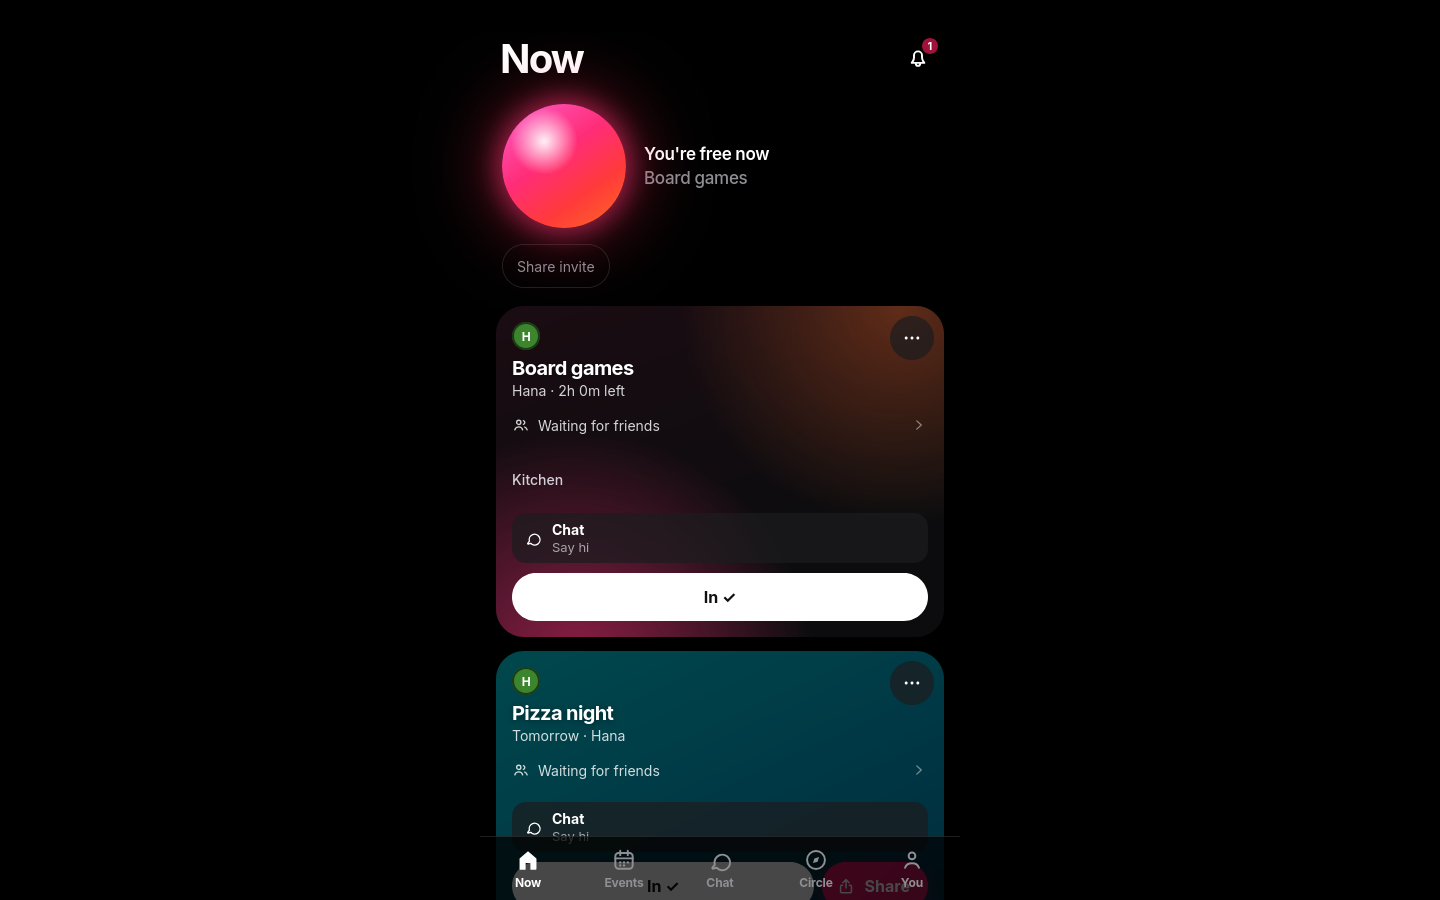 Now
1
You're free now
Board games
Share invite
H
Board games
Hana · 2h 0m left
Waiting for friends
Kitchen
Chat
Say hi
In ✓
H
Pizza night
Tomorrow · Hana
Waiting for friends
Chat
Say hi
In ✓
Share
Now
Events
Chat
Circle
You